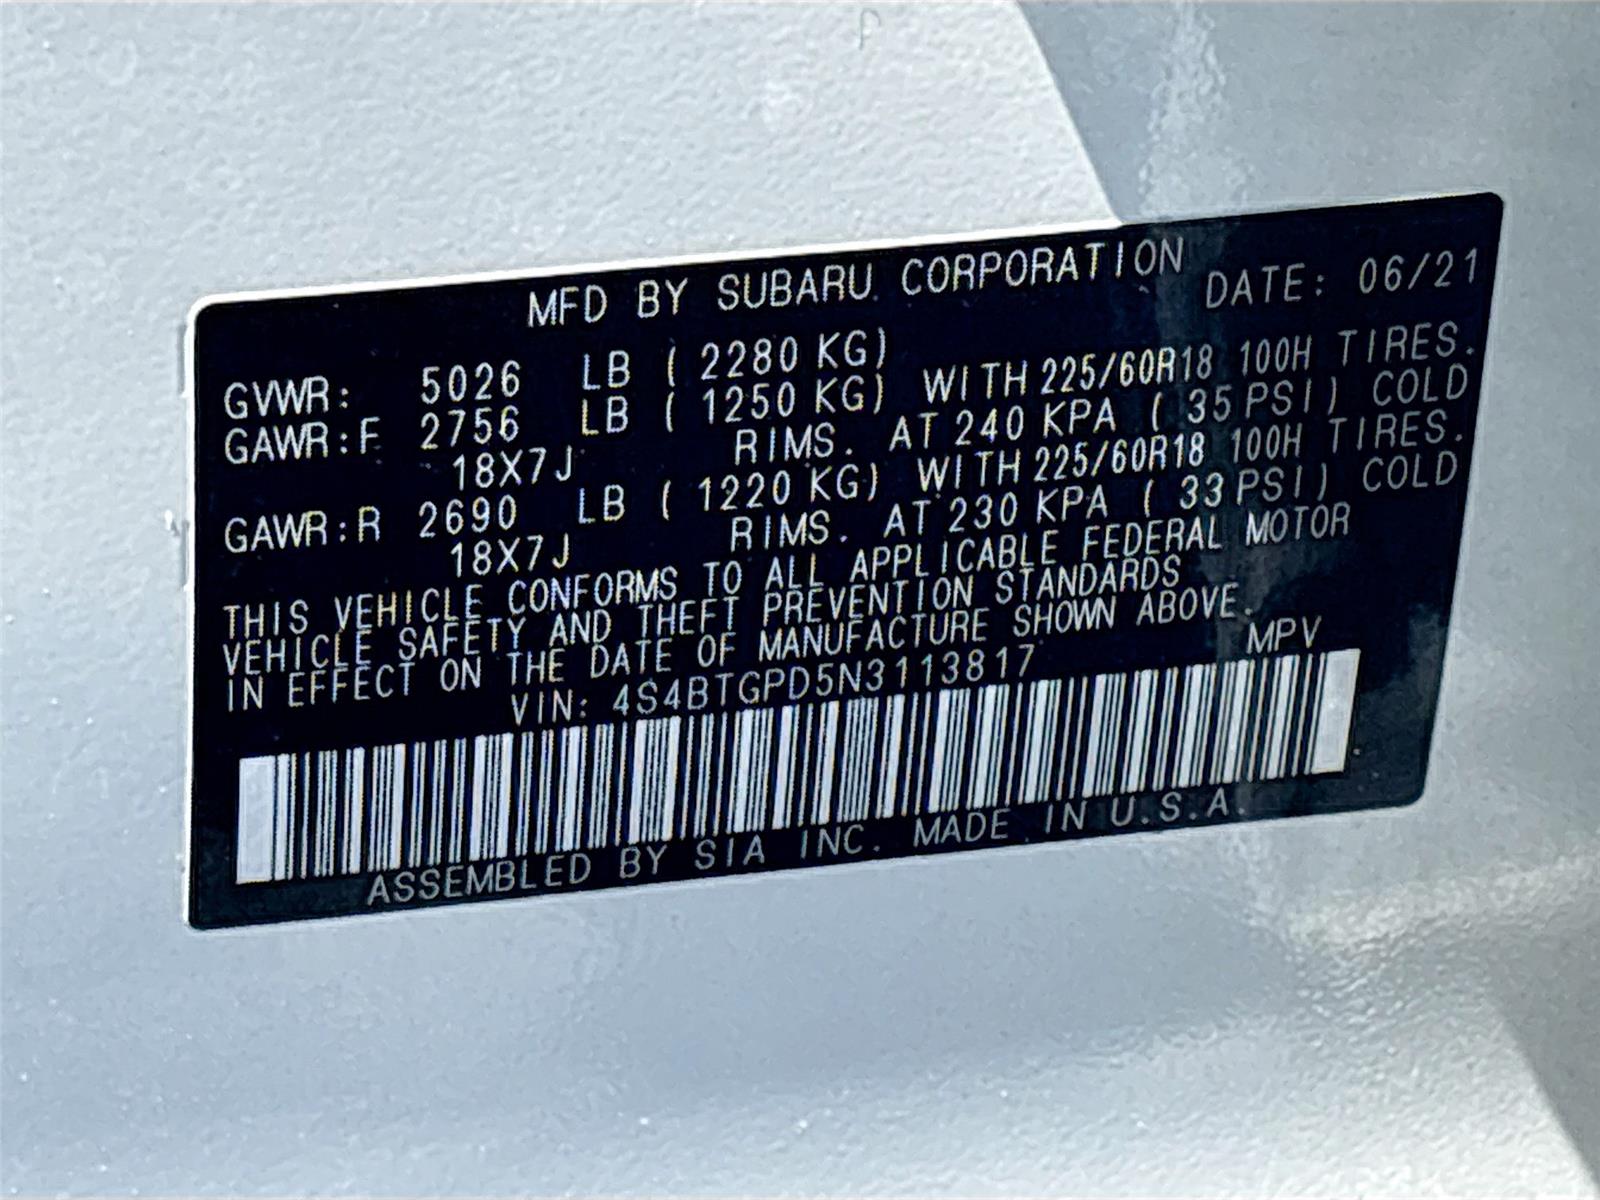 MFD BY SUBARU CORPORATION DATE: 06/21
GVWR: 5026 LB ( 2280 KG)
GAWR:F 2756 LB ( 1250 KG) WITH 225/60R18 100H TIRES.
18X7J RIMS. AT 240 KPA ( 35 PSI) COLD
GAWR:R 2690 LB ( 1220 KG) WITH 225/60R18 100H TIRES.
18X7J RIMS. AT 230 KPA ( 33 PSI) COLD
THIS VEHICLE CONFORMS TO ALL APPLICABLE FEDERAL MOTOR
VEHICLE SAFETY AND THEFT PREVENTION STANDARDS
IN EFFECT ON THE DATE OF MANUFACTURE SHOWN ABOVE.
VIN: 4S4BTGPD5N3113817 MPV
ASSEMBLED BY SIA INC. MADE IN U.S.A.